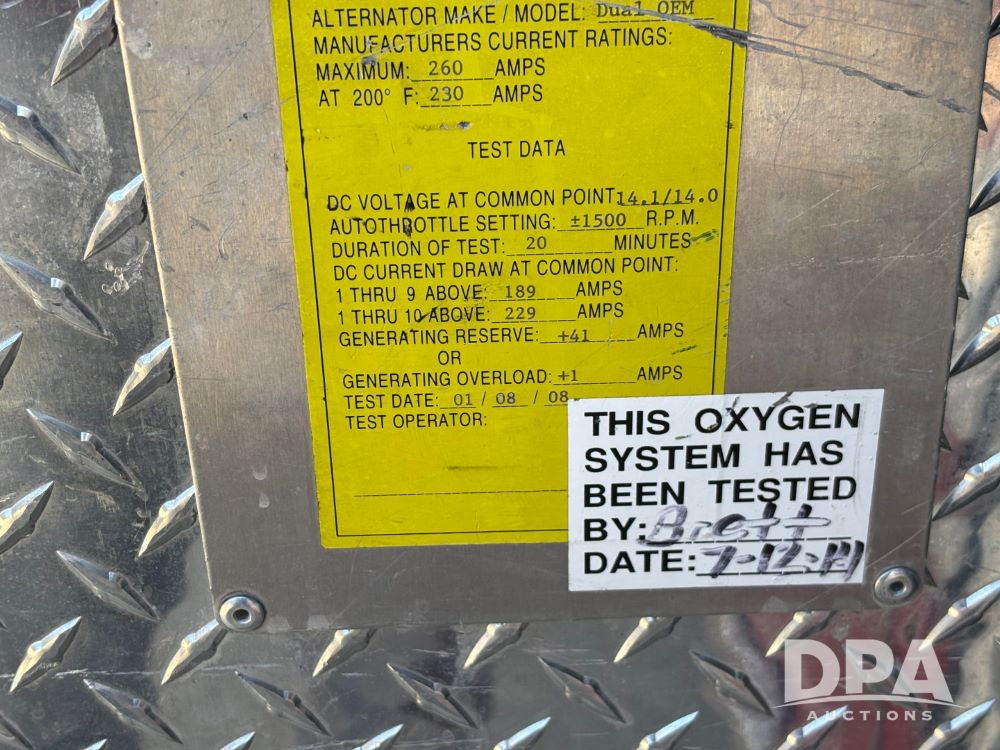 ALTERNATOR MAKE / MODEL: Dual OEM
MANUFACTURERS CURRENT RATINGS:
MAXIMUM: 260 AMPS
AT 200° F: 230 AMPS
TEST DATA
DC VOLTAGE AT COMMON POINT: 14.1/14.0
AUTOTHROTTLE SETTING: ±1500 R.P.M.
DURATION OF TEST: 20 MINUTES
DC CURRENT DRAW AT COMMON POINT:
1 THRU 9 ABOVE: 189 AMPS
1 THRU 10 ABOVE: 229 AMPS
GENERATING RESERVE: +41 AMPS
OR
GENERATING OVERLOAD: +1 AMPS
TEST DATE: 01 / 08 / 08
TEST OPERATOR:
THIS OXYGEN
SYSTEM HAS
BEEN TESTED
BY: Brett
DATE: 7-12-
DPA
AUCTIONS